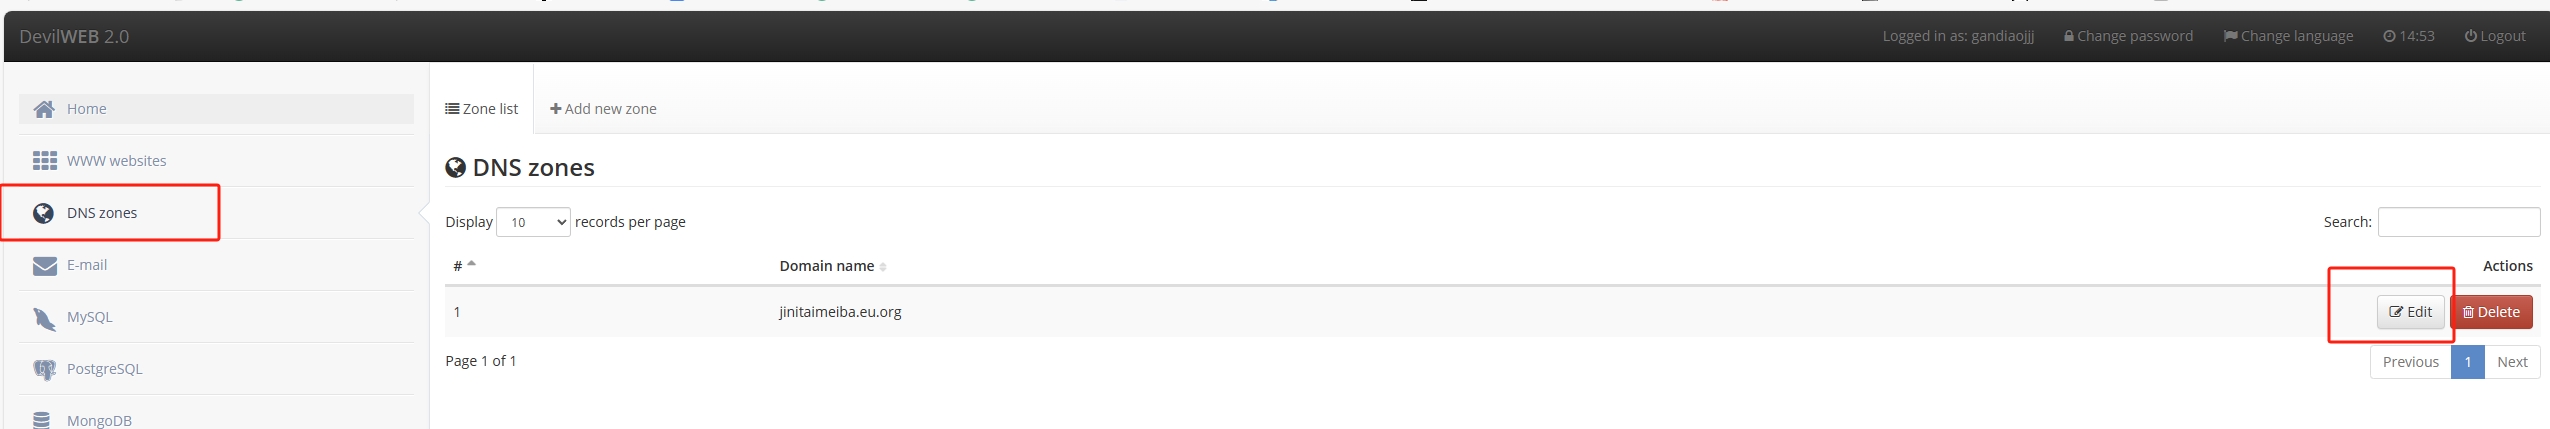 DevilWEB 2.0
Logged in as: gandiaojjj Change password Change language 14:53 Logout
Home
WWW websites
DNS zones
E-mail
MySQL
PostgreSQL
MongoDB
Zone list Add new zone
DNS zones
Display 10 records per page
Search:
# Domain name Actions
1 jinitaimeiba.eu.org Edit Delete
Page 1 of 1
Previous 1 Next